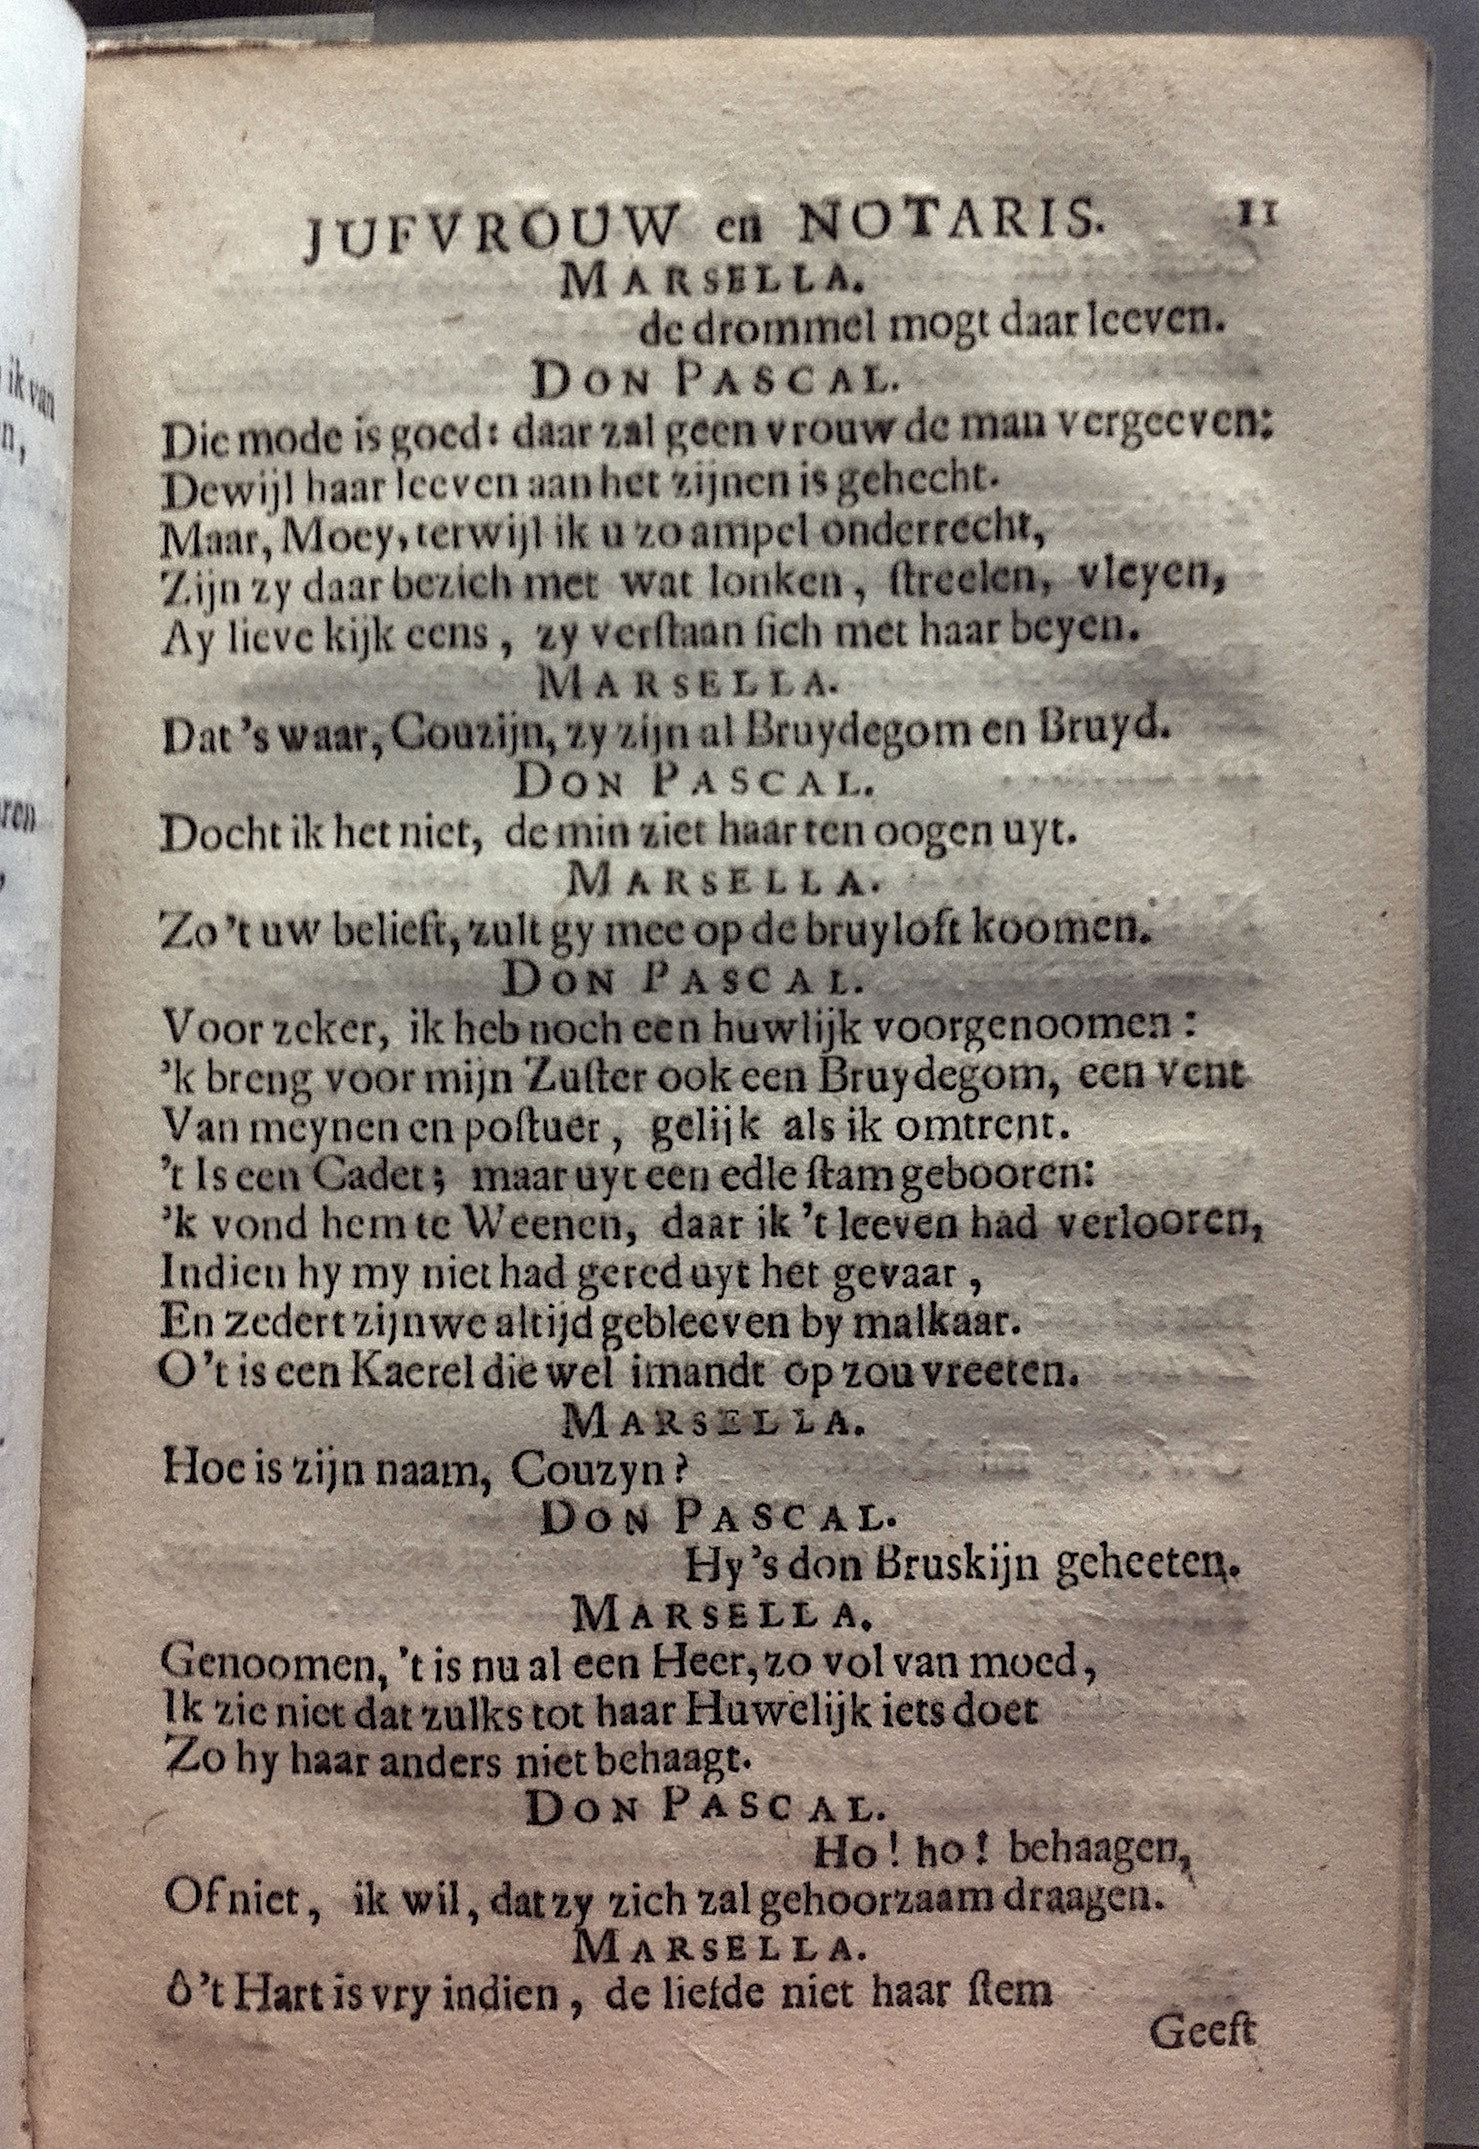 JUFVROUW en NOTARIS. 11
MARSELLA.
de drommel mogt daar leeven.
DON PASCAL.
Die mode is goed: daar zal geen vrouw de man vergeeven:
Dewijl haar leeven aan het zijnen is gehecht.
Maar, Moey, terwijl ik u zo ampel onderrecht,
Zijn zy daar bezich met wat lonken, ſtreelen, vleyen,
Ay lieve kijk eens, zy verſtaan ſich met haar beyen.
MARSELLA.
Dat 's waar, Couzijn, zy zijn al Bruydegom en Bruyd.
DON PASCAL.
Docht ik het niet, de min ziet haar ten oogen uyt.
MARSELLA.
Zo 't uw belieft, zult gy mee op de bruyloft koomen.
DON PASCAL.
Voor zeker, ik heb noch een huwlijk voorgenoomen:
'k breng voor mijn Zuſter ook een Bruydegom, een vent
Van meynen en poſtuer, gelijk als ik omtrent.
't Is een Cadet; maar uyt een edle ſtam gebooren:
'k vond hem te Weenen, daar ik 't leeven had verlooren,
Indien hy my niet had gered uyt het gevaar,
En zedert zijn we altijd gebleeven by malkaar.
O 't is een Kaerel die wel imandt op zou vreeten.
MARSELLA.
Hoe is zijn naam, Couzyn?
DON PASCAL.
Hy 's don Bruskijn geheeten.
MARSELLA.
Genoomen, 't is nu al een Heer, zo vol van moed,
Ik zie niet dat zulks tot haar Huwelijk iets doet
Zo hy haar anders niet behaagt.
DON PASCAL.
Ho! ho! behaagen,
Of niet, ik wil, dat zy zich zal gehoorzaam draagen.
MARSELLA.
ô 't Hart is vry indien, de liefde niet haar ſtem
Geeft